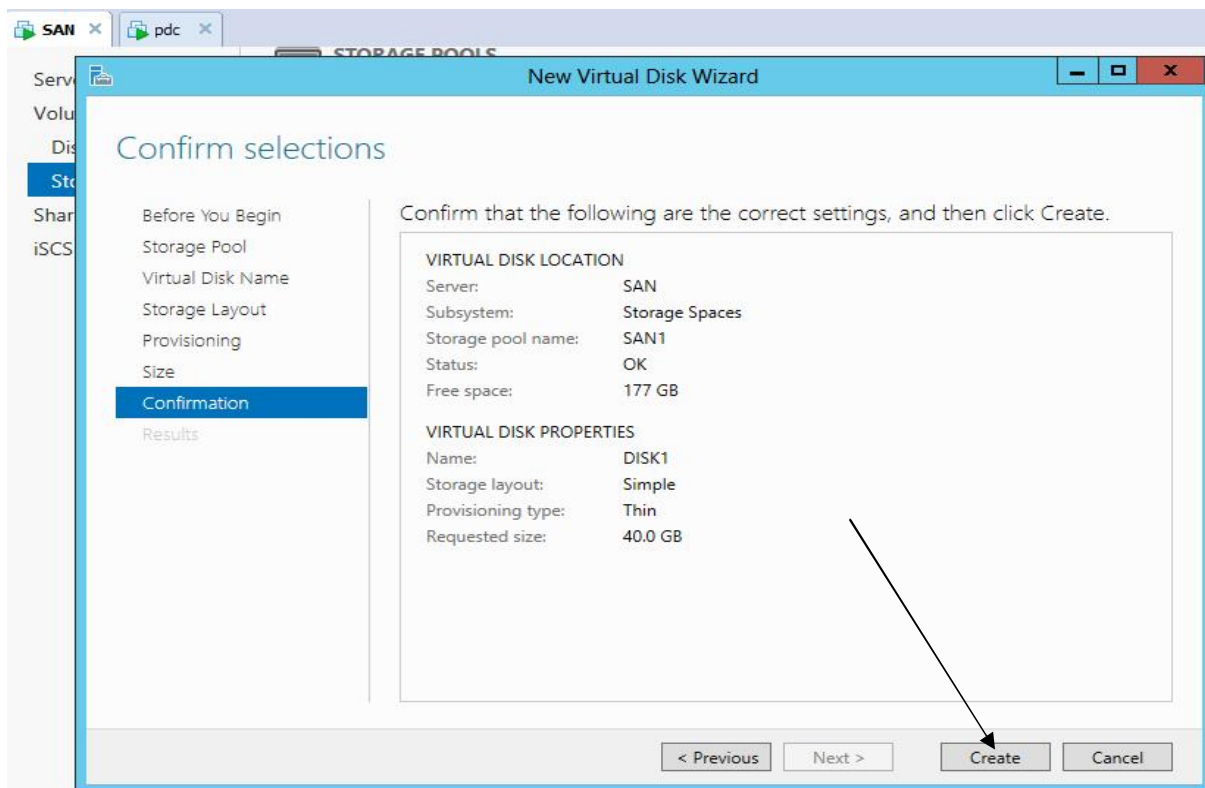 SAN
pdc
STORAGE POOLS
New Virtual Disk Wizard
Serv
Volu
Dis
Sto
Shar
iSCS
Confirm selections
Before You Begin
Storage Pool
Virtual Disk Name
Storage Layout
Provisioning
Size
Confirmation
Results
Confirm that the following are the correct settings, and then click Create.
VIRTUAL DISK LOCATION
Server: SAN
Subsystem: Storage Spaces
Storage pool name: SAN1
Status: OK
Free space: 177 GB
VIRTUAL DISK PROPERTIES
Name: DISK1
Storage layout: Simple
Provisioning type: Thin
Requested size: 40.0 GB
< Previous Next > Create Cancel